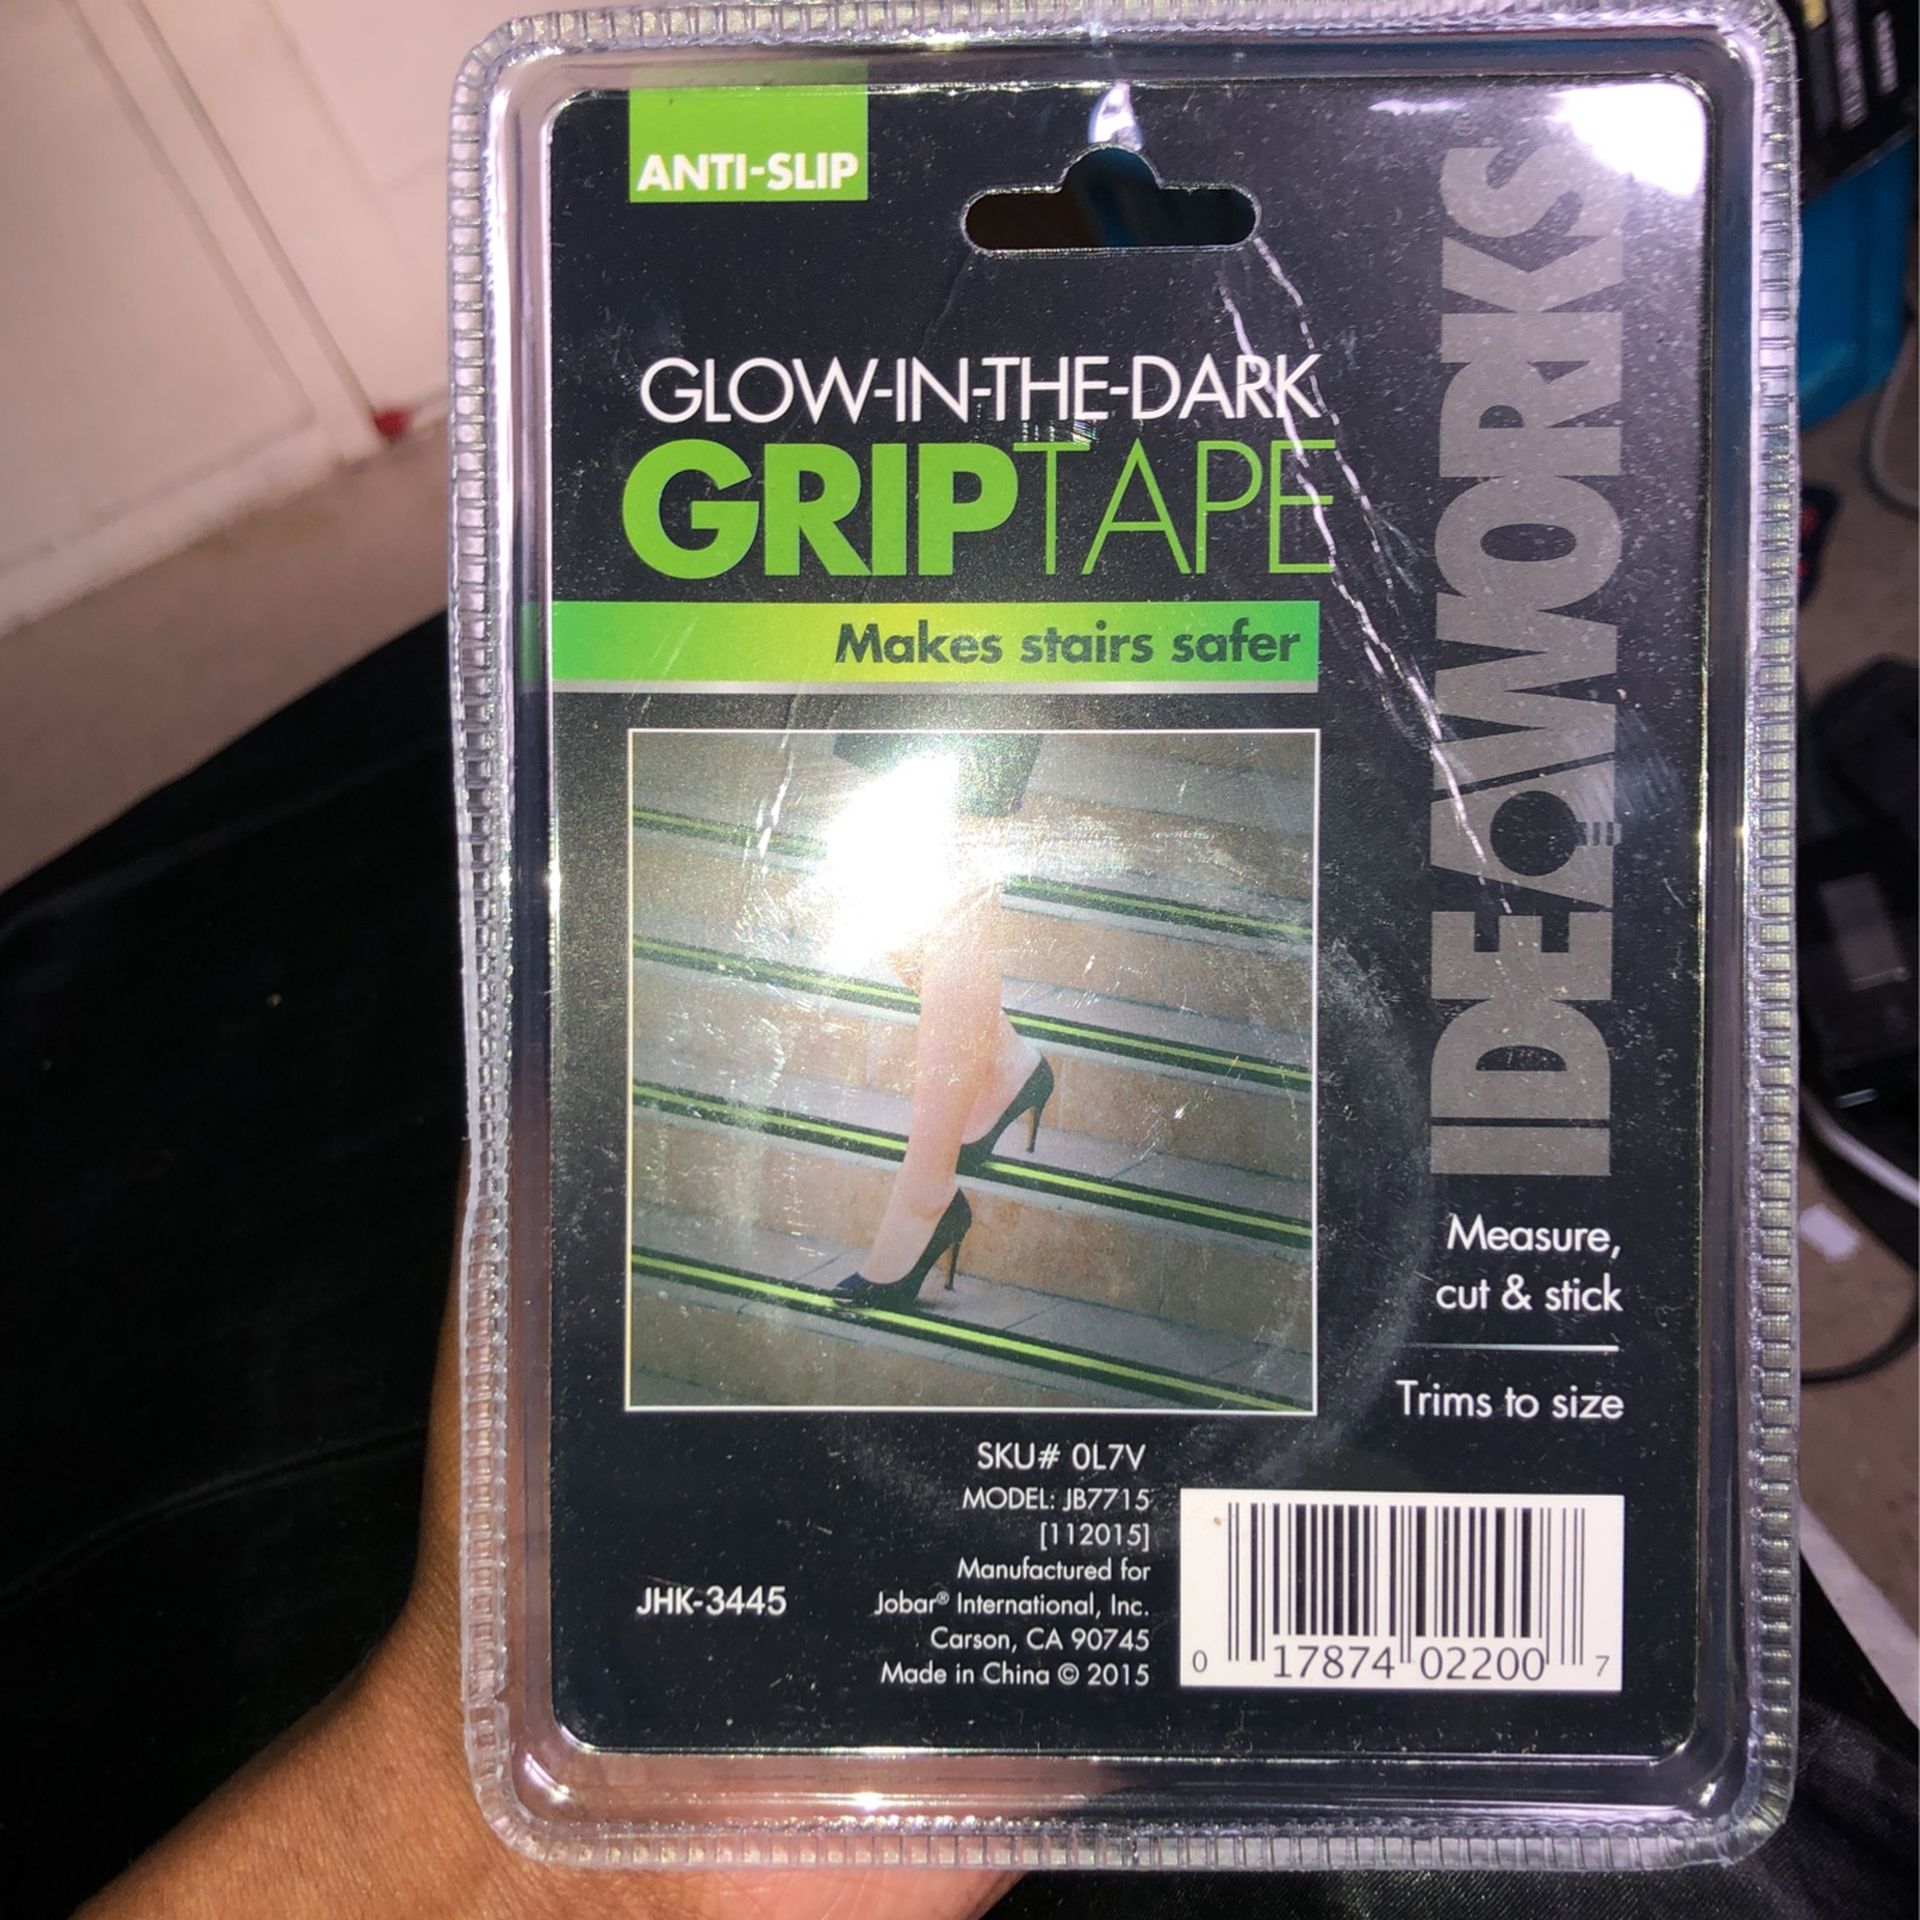 ANTI-SLIP
GLOW-IN-THE-DARK
GRIPTAPE
Makes stairs safer
IDEAWORKS®
Measure,
cut & stick
Trims to size
SKU# 0L7V
MODEL: JB7715
[112015]
Manufactured for
Jobar® International, Inc.
Carson, CA 90745
Made in China © 2015
JHK-3445
0 17874 02200 7